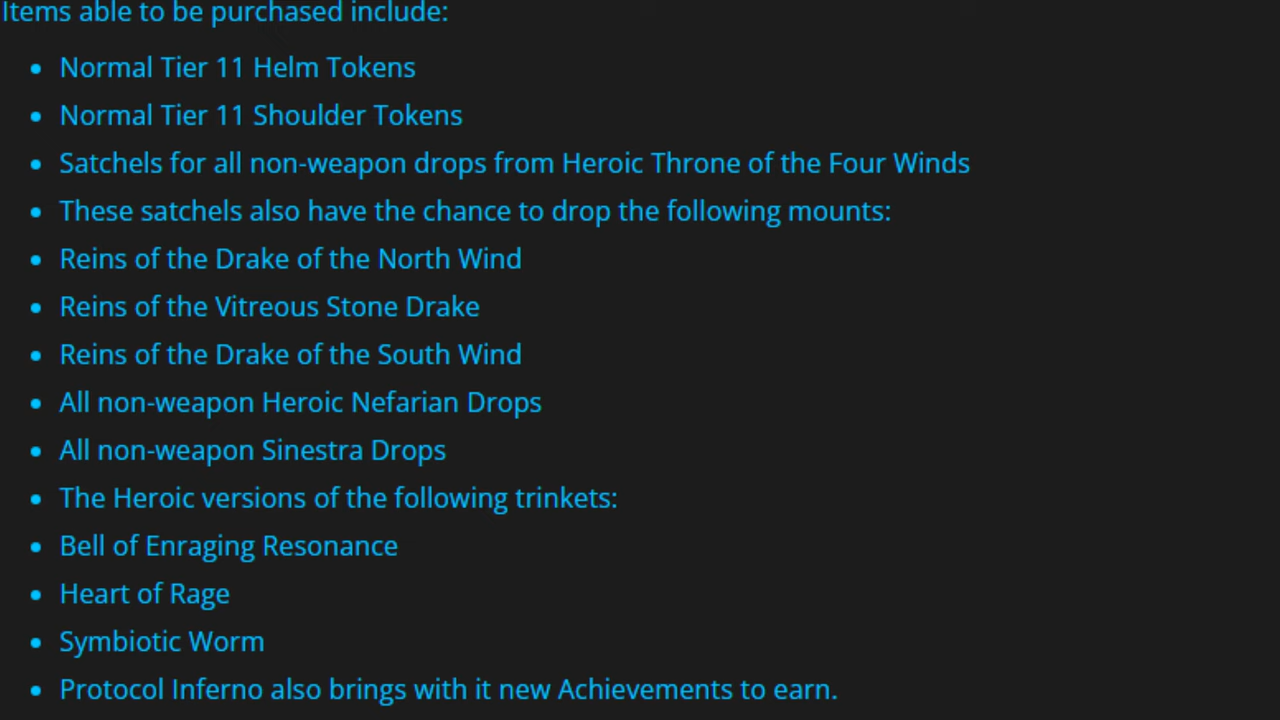 Items able to be purchased include:
• Normal Tier 11 Helm Tokens
• Normal Tier 11 Shoulder Tokens
• Satchels for all non-weapon drops from Heroic Throne of the Four Winds
• These satchels also have the chance to drop the following mounts:
• Reins of the Drake of the North Wind
• Reins of the Vitreous Stone Drake
• Reins of the Drake of the South Wind
• All non-weapon Heroic Nefarian Drops
• All non-weapon Sinestra Drops
• The Heroic versions of the following trinkets:
• Bell of Enraging Resonance
• Heart of Rage
• Symbiotic Worm
• Protocol Inferno also brings with it new Achievements to earn.